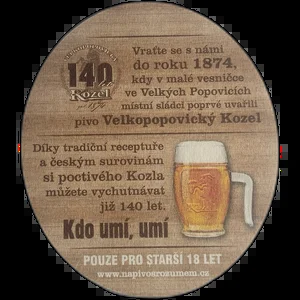 140
Kozel
Vraťte se s námi
do roku 1874,
kdy v malé vesničce
ve Velkých Popovicích
místní sládci poprvé uvařili
pivo Velkopopovický Kozel
Díky tradiční receptuře
a českým surovinám
si poctivého Kozla
můžete vychutnávat
již 140 let.
Kdo umí, umí
POUZE PRO STARŠÍ 18 LET
www.napivosrozumem.cz